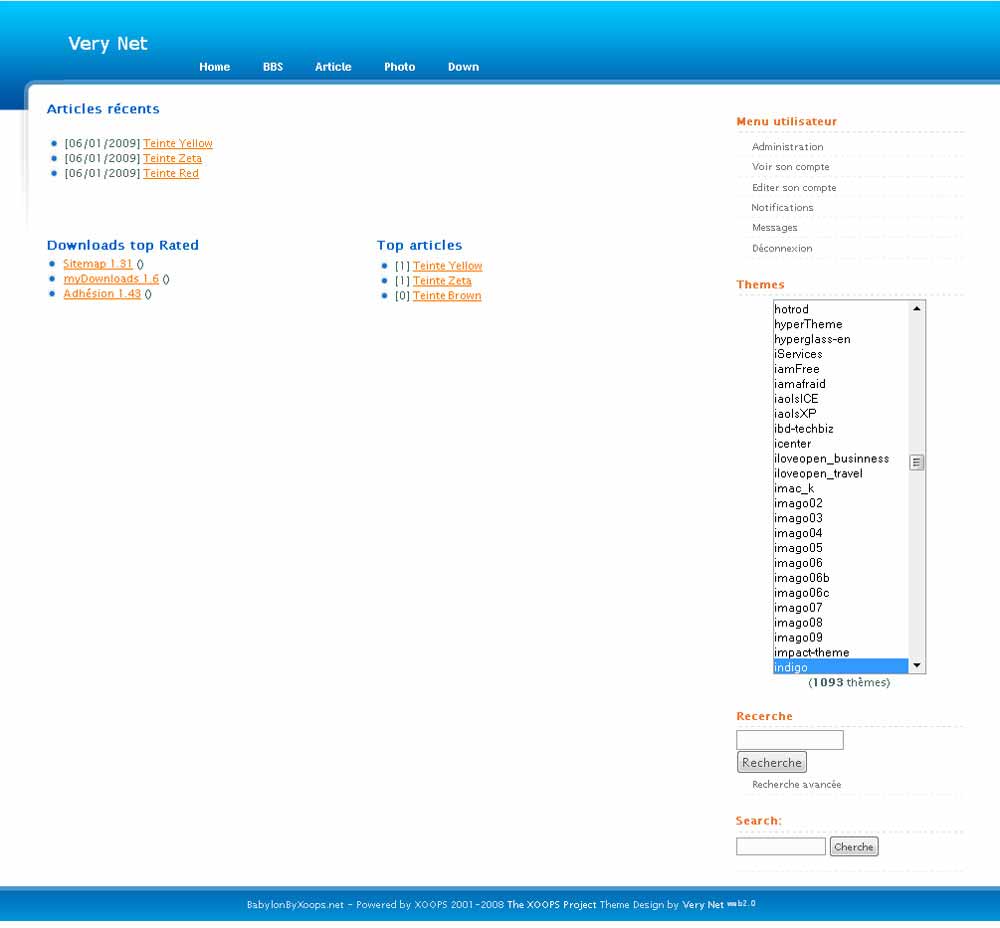 Very Net
Home BBS Article Photo Down
Articles récents
[06/01/2009] Teinte Yellow
[06/01/2009] Teinte Zeta
[06/01/2009] Teinte Red
Downloads top Rated
Sitemap 1.31 ()
myDownloads 1.6 ()
Adhésion 1.43 ()
Top articles
[1] Teinte Yellow
[1] Teinte Zeta
[0] Teinte Brown
Menu utilisateur
Administration
Voir son compte
Editer son compte
Notifications
Messages
Déconnexion
Themes
hotrod
hyperTheme
hyperglass-en
iServices
iamFree
iamafraid
iaolsICE
iaolsXP
ibd-techbiz
icenter
iloveopen_businness
iloveopen_travel
imac_k
imago02
imago03
imago04
imago05
imago06
imago06b
imago06c
imago07
imago08
imago09
impact-theme
indigo
(1093 thèmes)
Recerche
Recherche
Recherche avancée
Search:
Cherche
BabylonByXoops.net - Powered by XOOPS 2001-2008 The XOOPS Project Theme Design by Very Net web2.0